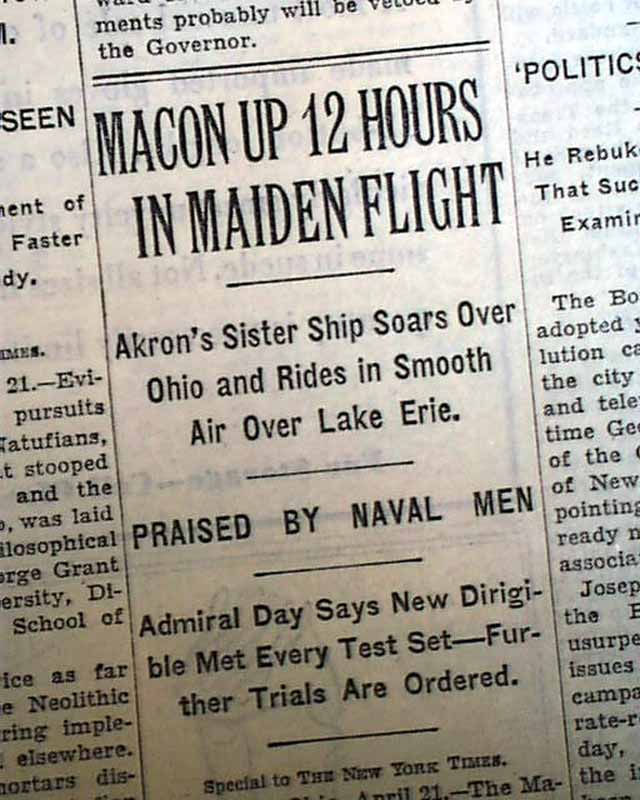 ments probably will be vetoed by
the Governor.
MACON UP 12 HOURS
IN MAIDEN FLIGHT
Akron's Sister Ship Soars Over
Ohio and Rides in Smooth
Air Over Lake Erie.
PRAISED BY NAVAL MEN
Admiral Day Says New Dirigi-
ble Met Every Test Set—Fur-
ther Trials Are Ordered.
Special to THE NEW YORK TIMES.
April 21.—The Ma-
SEEN
ment of
Faster
dy.
TIMES.
21.—Evi-
pursuits
Natufians,
t stooped
and the
was laid
ilosophical
orge Grant
ersity, Di-
School of
ice as far
e Neolithic
ring imple-
elsewhere.
mortars dis-
'POLITICS
He Rebuk
That Suc
Examin
The Bo
adopted
lution ca
the city
and tele
time Geo
of the
of New
pointing
ready n
associa
Josep
the B
usurpe
issues
campa
rate-r
day,
the i